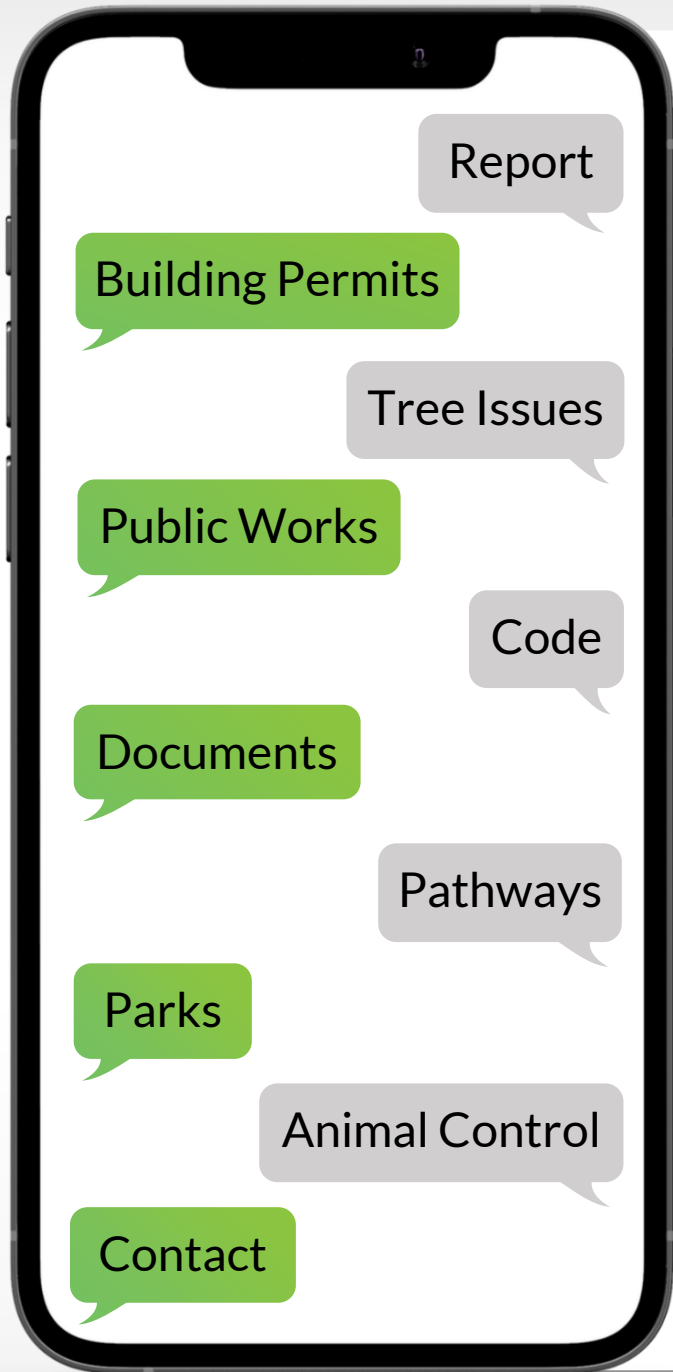 Report
Building Permits
Tree Issues
Public Works
Code
Documents
Pathways
Parks
Animal Control
Contact